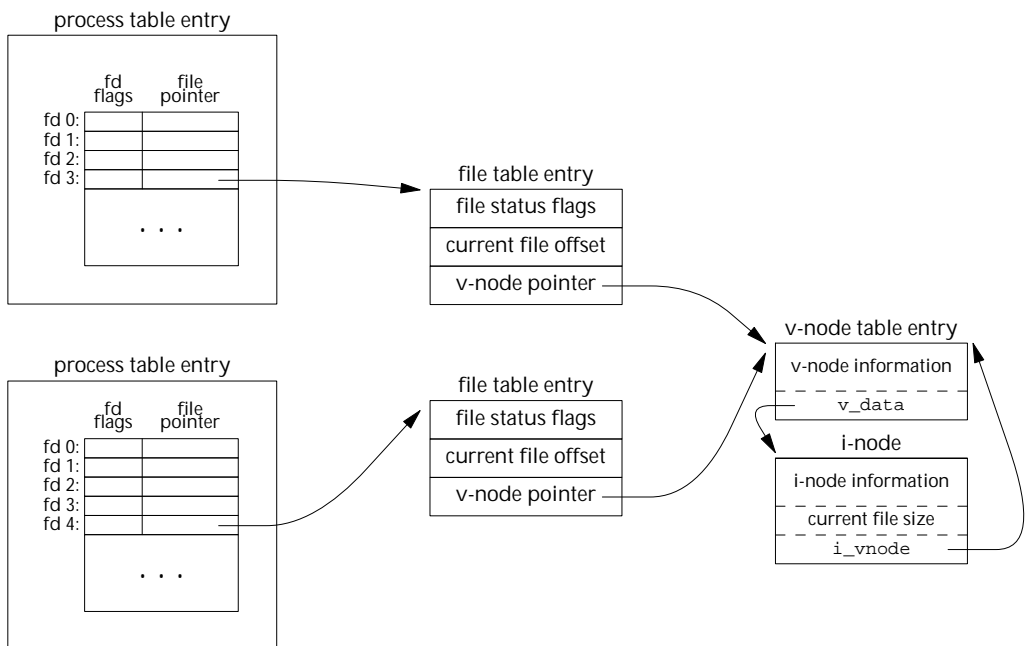 process table entry
fd flags
file pointer
fd 0:
fd 1:
fd 2:
fd 3:
. . .
file table entry
file status flags
current file offset
v-node pointer
process table entry
fd flags
file pointer
fd 0:
fd 1:
fd 2:
fd 3:
fd 4:
. . .
file table entry
file status flags
current file offset
v-node pointer
v-node table entry
v-node information
v_data
i-node
i-node information
current file size
i_vnode